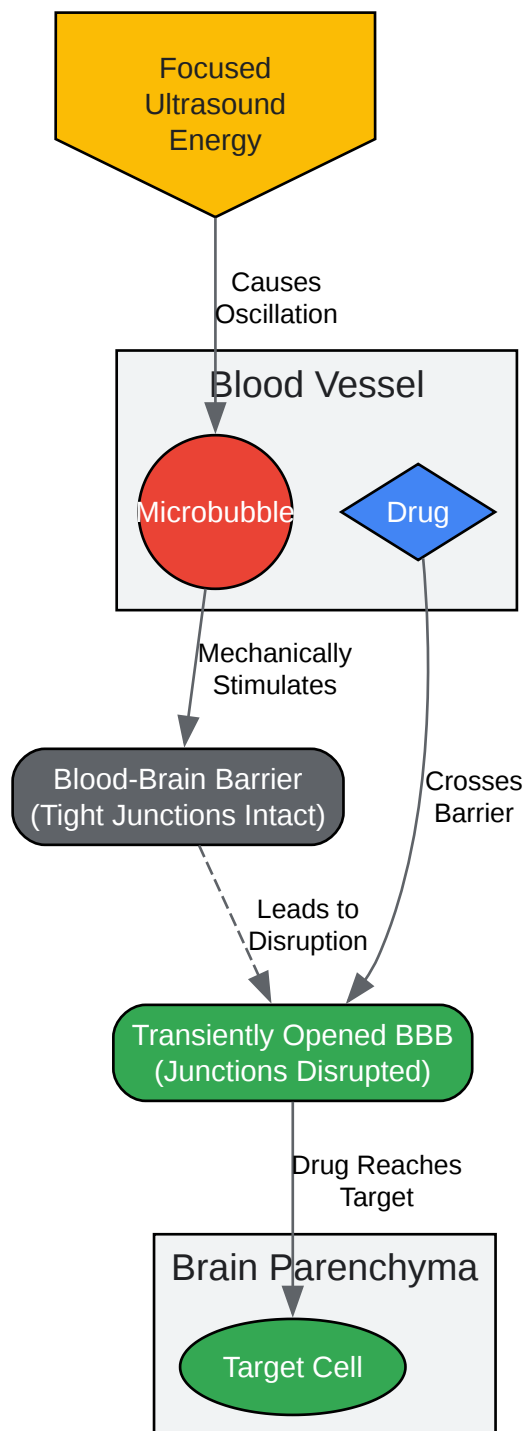 Focused
Ultrasound
Energy
Causes
Oscillation
Blood Vessel
Microbubble
Drug
Mechanically
Stimulates
Blood-Brain Barrier
(Tight Junctions Intact)
Crosses
Barrier
Leads to
Disruption
Transiently Opened BBB
(Junctions Disrupted)
Drug Reaches
Target
Brain Parenchyma
Target Cell